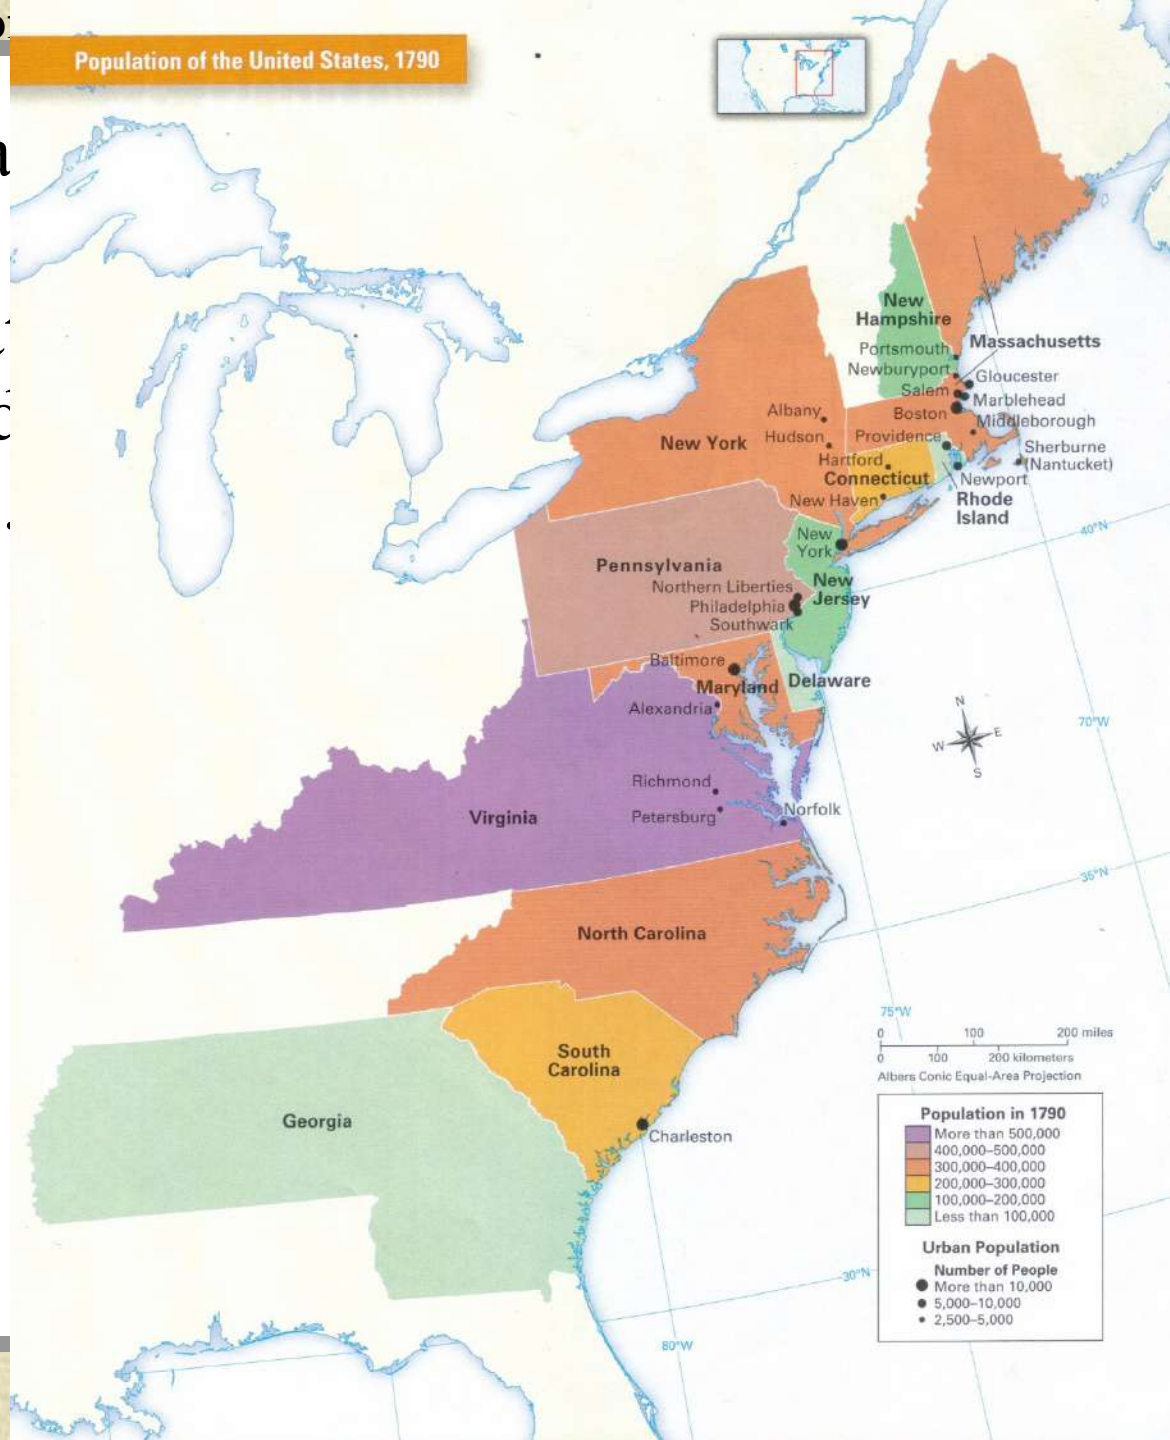 Population of the United States, 1790
New
Hampshire
Portsmouth
Massachusetts
Newburyport
Gloucester
Salem
Marblehead
Boston
Albany
Middleborough
Hudson
Providence
New York
Sherburne
(Nantucket)
Hartford
Connecticut
Newport
New Haven
Rhode
Island
40°N
New
York
Pennsylvania
Northern Liberties
New
Jersey
Philadelphia
Southwark
Baltimore
Maryland
Delaware
Alexandria
N
W
E
S
70°W
Richmond
Virginia
Petersburg
Norfolk
35°N
North Carolina
75°W
0 100 200 miles
0 100 200 kilometers
Albers Conic Equal-Area Projection
South
Carolina
Georgia
Charleston
Population in 1790
More than 500,000
400,000–500,000
300,000–400,000
200,000–300,000
100,000–200,000
Less than 100,000
Urban Population
Number of People
More than 10,000
5,000–10,000
2,500–5,000
30°N
80°W